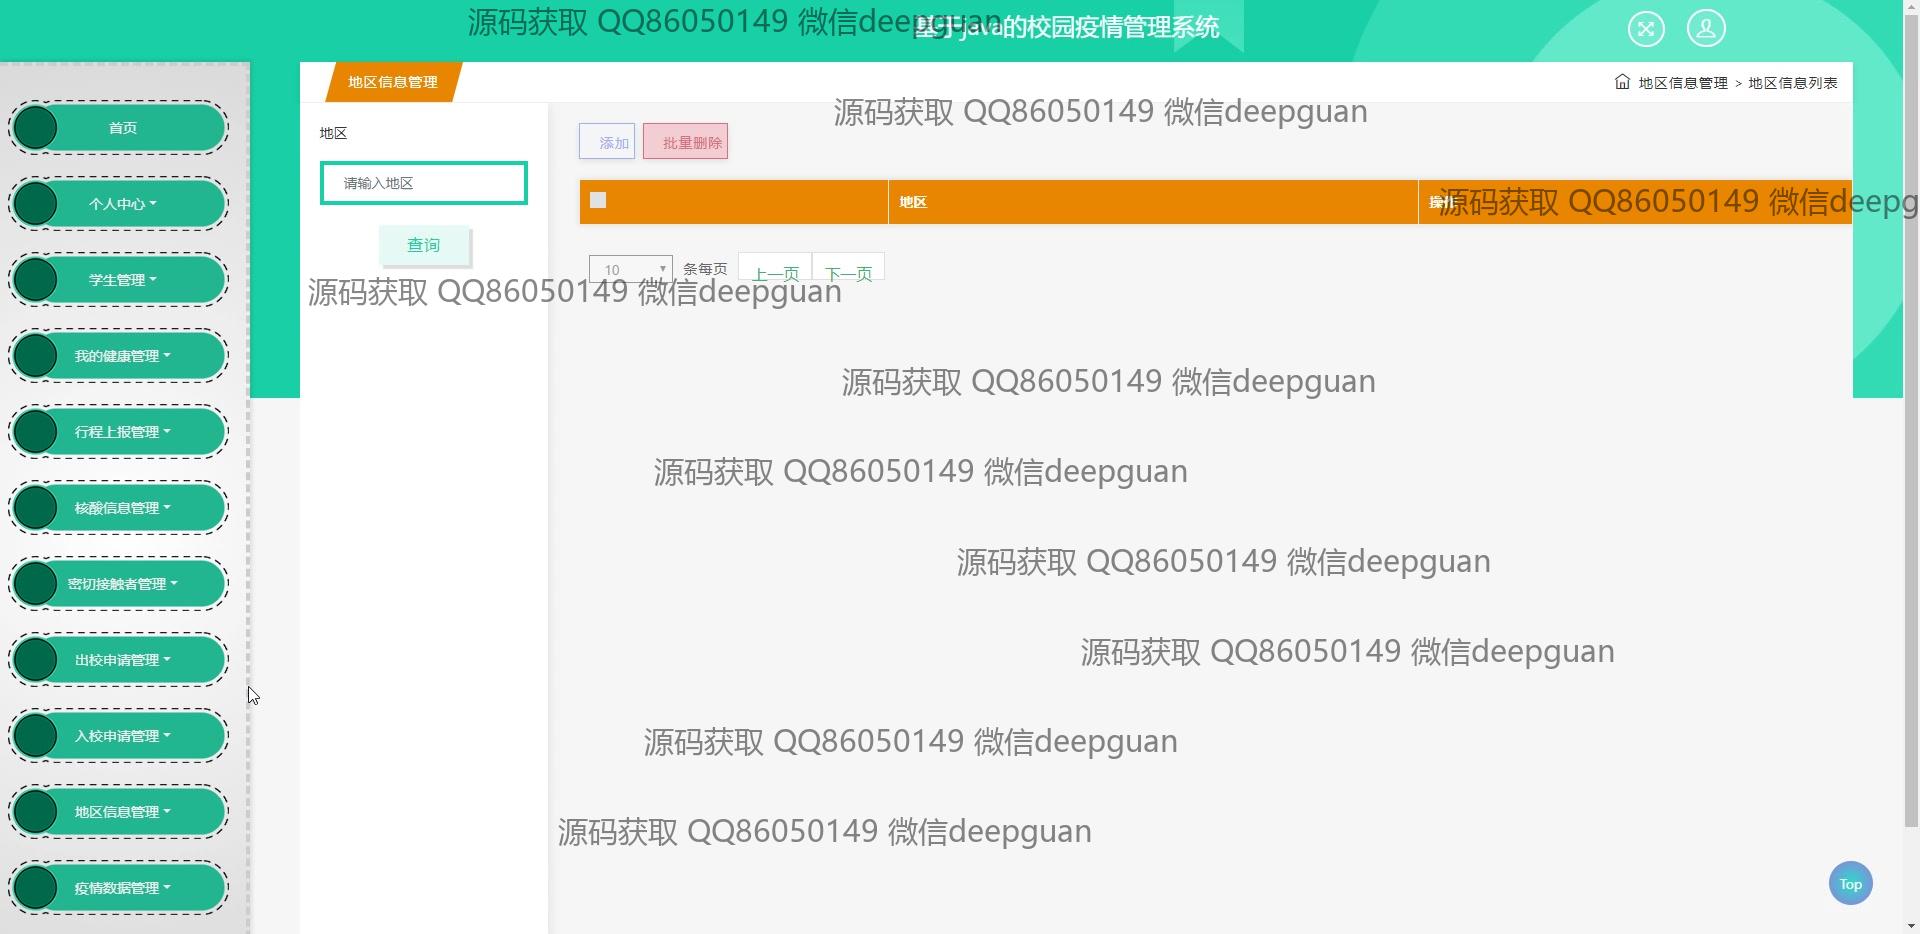 源码获取 QQ86050149 微信deepguan
基于java的校园疫情管理系统
地区信息管理
地区信息管理 > 地区信息列表
首页
个人中心
学生管理
我的健康管理
行程上报管理
核酸信息管理
密切接触者管理
出校申请管理
入校申请管理
地区信息管理
疫情数据管理
地区
请输入地区
查询
源码获取 QQ86050149 微信deepguan
添加 批量删除
地区 操作
源码获取 QQ86050149 微信deepg
10 条每页 上一页 下一页
源码获取 QQ86050149 微信deepguan
源码获取 QQ86050149 微信deepguan
源码获取 QQ86050149 微信deepguan
源码获取 QQ86050149 微信deepguan
源码获取 QQ86050149 微信deepguan
源码获取 QQ86050149 微信deepguan
源码获取 QQ86050149 微信deepguan
Top